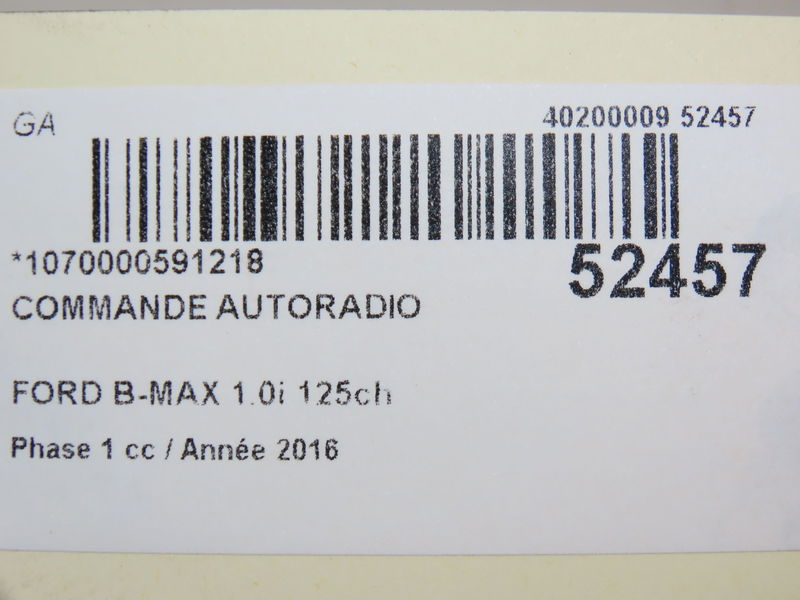 GA
40200009 52457
*1070000591218
52457
COMMANDE AUTORADIO
FORD B-MAX 1.0i 125ch
Phase 1 cc / Année 2016